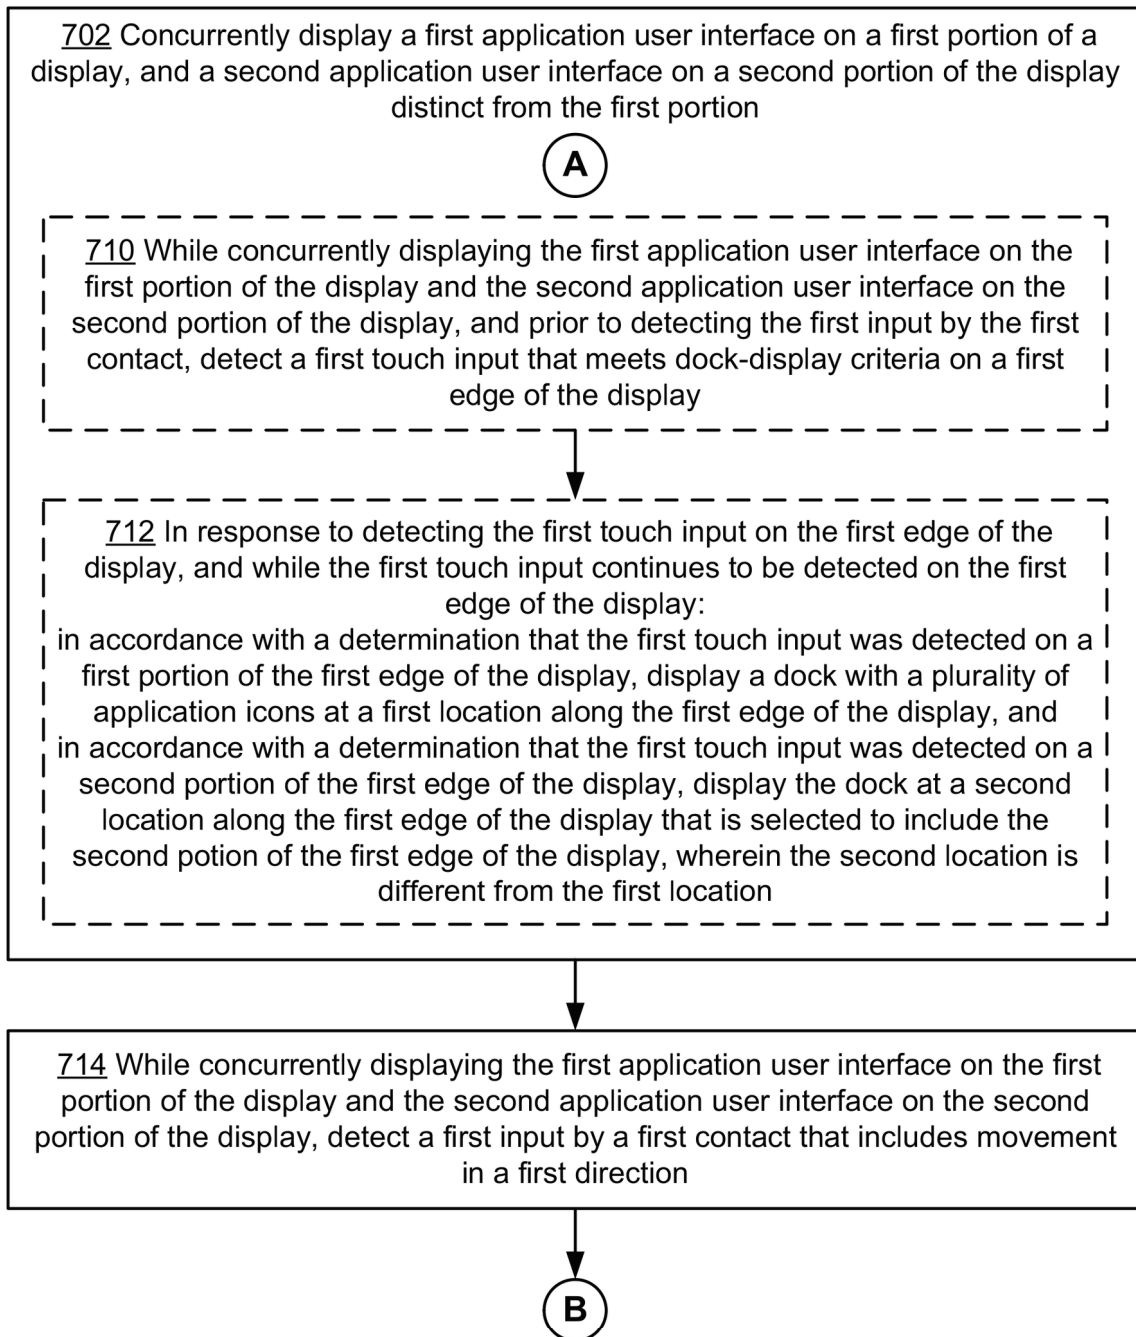 702 Concurrently display a first application user interface on a first portion of a
display, and a second application user interface on a second portion of the display
distinct from the first portion
A
710 While concurrently displaying the first application user interface on the
first portion of the display and the second application user interface on the
second portion of the display, and prior to detecting the first input by the first
contact, detect a first touch input that meets dock-display criteria on a first
edge of the display
712 In response to detecting the first touch input on the first edge of the
display, and while the first touch input continues to be detected on the first
edge of the display:
in accordance with a determination that the first touch input was detected on a
first portion of the first edge of the display, display a dock with a plurality of
application icons at a first location along the first edge of the display, and
in accordance with a determination that the first touch input was detected on a
second portion of the first edge of the display, display the dock at a second
location along the first edge of the display that is selected to include the
second potion of the first edge of the display, wherein the second location is
different from the first location
714 While concurrently displaying the first application user interface on the first
portion of the display and the second application user interface on the second
portion of the display, detect a first input by a first contact that includes movement
in a first direction
B